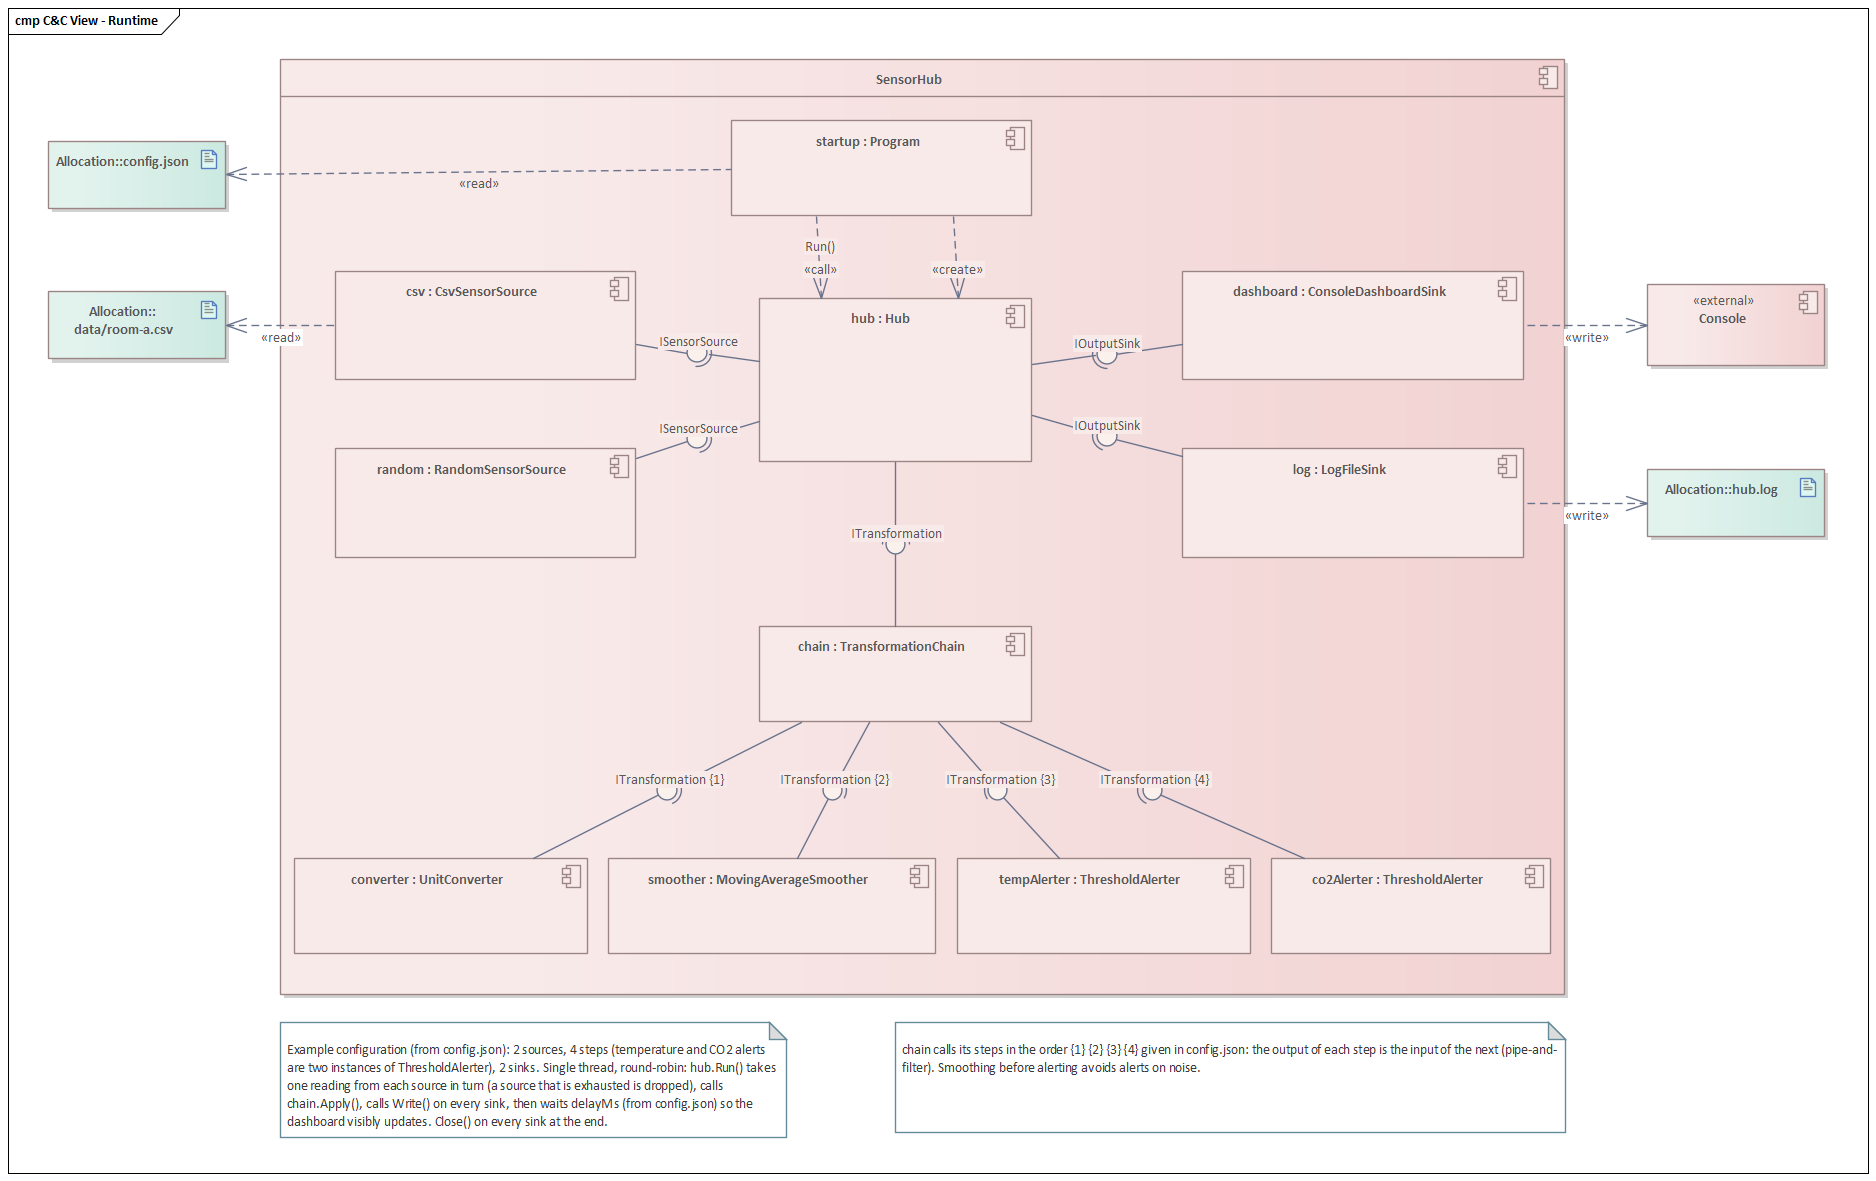 cmp C&C View - Runtime
SensorHub
startup : Program
Allocation::config.json
«read»
Run()
«call»
«create»
csv : CsvSensorSource
Allocation::
data/room-a.csv
«read»
ISensorSource
hub : Hub
IOutputSink
dashboard : ConsoleDashboardSink
«external»
Console
«write»
ISensorSource
IOutputSink
random : RandomSensorSource
log : LogFileSink
Allocation::hub.log
«write»
ITransformation
chain : TransformationChain
ITransformation {1}
ITransformation {2}
ITransformation {3}
ITransformation {4}
converter : UnitConverter
smoother : MovingAverageSmoother
tempAlerter : ThresholdAlerter
co2Alerter : ThresholdAlerter
Example configuration (from config.json): 2 sources, 4 steps (temperature and CO2 alerts
are two instances of ThresholdAlerter), 2 sinks. Single thread, round-robin: hub.Run() takes
one reading from each source in turn (a source that is exhausted is dropped), calls
chain.Apply(), calls Write() on every sink, then waits delayMs (from config.json) so the
dashboard visibly updates. Close() on every sink at the end.
chain calls its steps in the order {1} {2} {3} {4} given in config.json: the output of each step is the input of the next (pipe-and-
filter). Smoothing before alerting avoids alerts on noise.